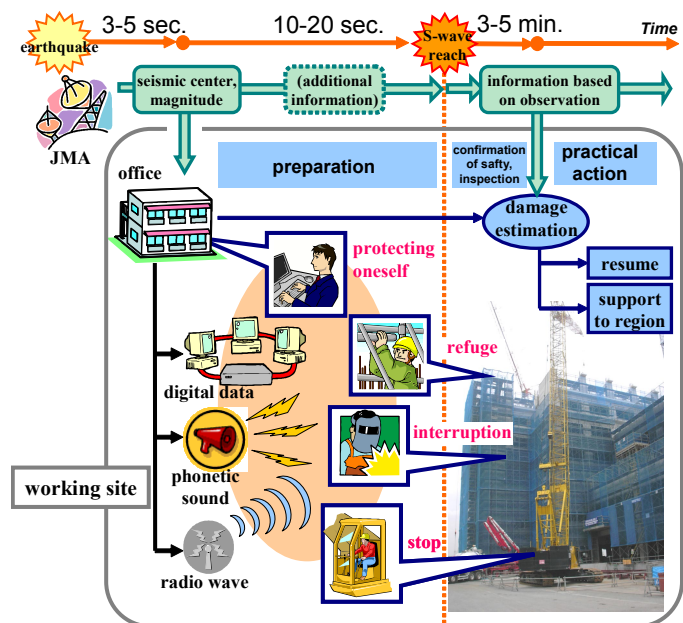 3-5 sec.
10-20 sec.
3-5 min.
Time
earthquake
S-wave
reach
seismic center,
magnitude
(additional
information)
information based
on observation
JMA
office
preparation
confirmation
of safty,
inspection
practical
action
damage
estimation
protecting
oneself
resume
support
to region
refuge
digital data
interruption
phonetic
sound
working site
stop
radio wave